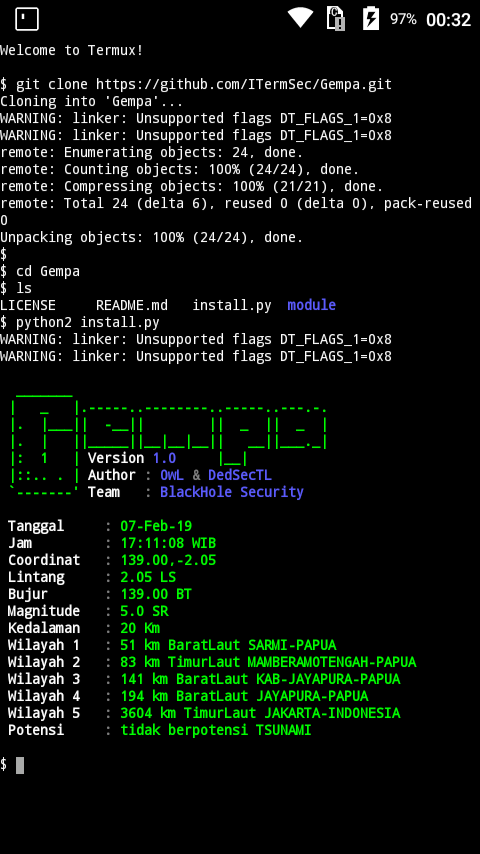 97% 00:32
Welcome to Termux!
$ git clone https://github.com/ITermSec/Gempa.git
Cloning into 'Gempa'...
WARNING: linker: Unsupported flags DT_FLAGS_1=0x8
WARNING: linker: Unsupported flags DT_FLAGS_1=0x8
remote: Enumerating objects: 24, done.
remote: Counting objects: 100% (24/24), done.
remote: Compressing objects: 100% (21/21), done.
remote: Total 24 (delta 6), reused 0 (delta 0), pack-reused
0
Unpacking objects: 100% (24/24), done.
$
$ cd Gempa
$ ls
LICENSE     README.md   install.py  module
$ python2 install.py
WARNING: linker: Unsupported flags DT_FLAGS_1=0x8
WARNING: linker: Unsupported flags DT_FLAGS_1=0x8
Gempa
Version 1.0
Author : OwL & DedSecTL
Team   : BlackHole Security
Tanggal     : 07-Feb-19
Jam         : 17:11:08 WIB
Coordinat   : 139.00,-2.05
Lintang     : 2.05 LS
Bujur       : 139.00 BT
Magnitude   : 5.0 SR
Kedalaman   : 20 Km
Wilayah 1   : 51 km BaratLaut SARMI-PAPUA
Wilayah 2   : 83 km TimurLaut MAMBERAMOTENGAH-PAPUA
Wilayah 3   : 141 km BaratLaut KAB-JAYAPURA-PAPUA
Wilayah 4   : 194 km BaratLaut JAYAPURA-PAPUA
Wilayah 5   : 3604 km TimurLaut JAKARTA-INDONESIA
Potensi     : tidak berpotensi TSUNAMI
$